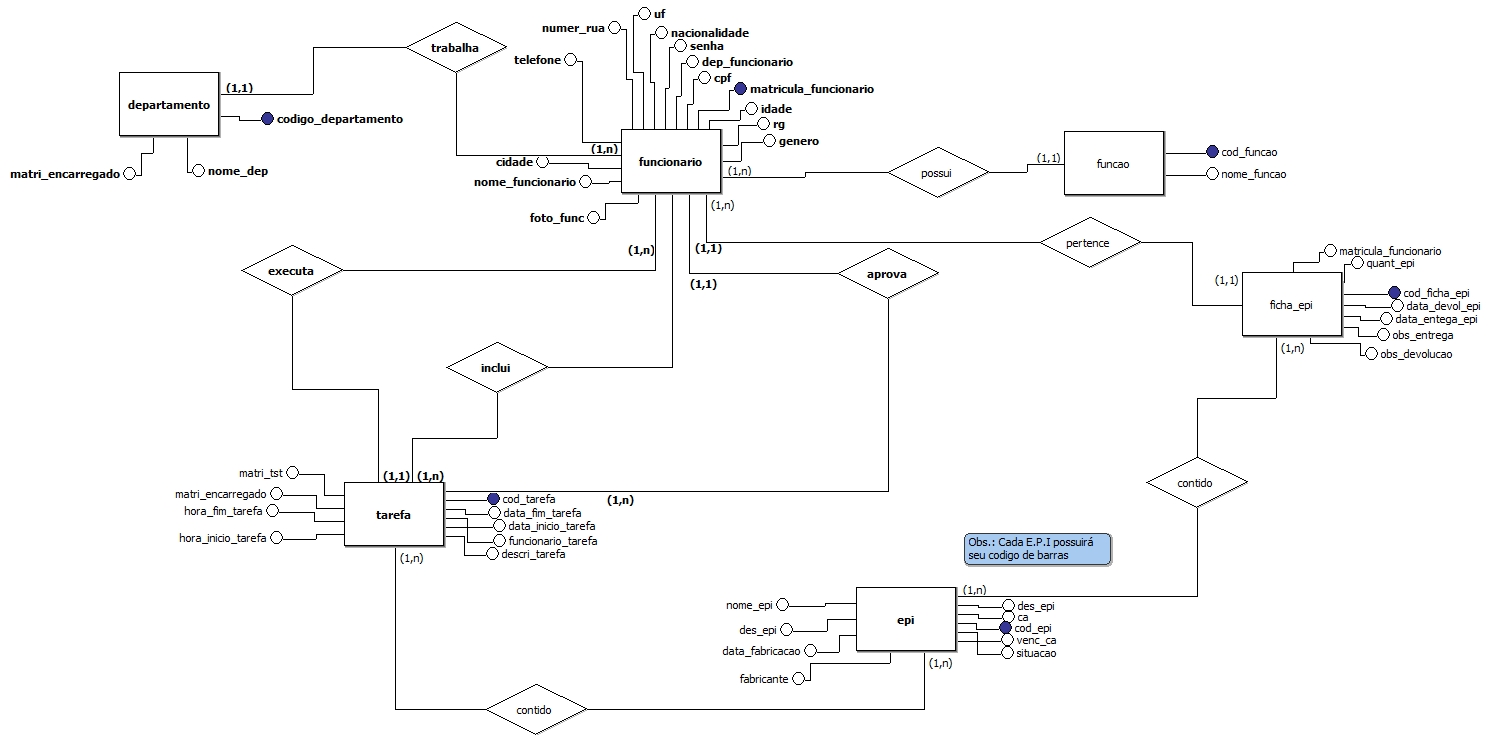 uf
numer_rua
nacionalidade
senha
trabalha
telefone
dep_funcionario
cpf
(1,1)
matricula_funcionario
departamento
idade
codigo_departamento
rg
genero
(1,n)
cidade
funcionario
matri_encarregado
nome_dep
nome_funcionario
(1,n)
possui
(1,1)
funcao
cod_funcao
nome_funcao
foto_func
(1,n)
(1,n)
(1,1)
pertence
executa
aprova
(1,1)
(1,1)
matricula_funcionario
quant_epi
cod_ficha_epi
ficha_epi
data_devol_epi
data_entega_epi
obs_entrega
(1,n)
obs_devolucao
inclui
matri_tst
(1,1)
(1,n)
contido
matri_encarregado
cod_tarefa
(1,n)
hora_fim_tarefa
tarefa
data_fim_tarefa
data_inicio_tarefa
hora_inicio_tarefa
funcionario_tarefa
descri_tarefa
(1,n)
Obs.: Cada E.P.I possuirá
seu codigo de barras
(1,n)
nome_epi
des_epi
ca
epi
des_epi
cod_epi
venc_ca
data_fabricacao
situacao
(1,n)
fabricante
contido